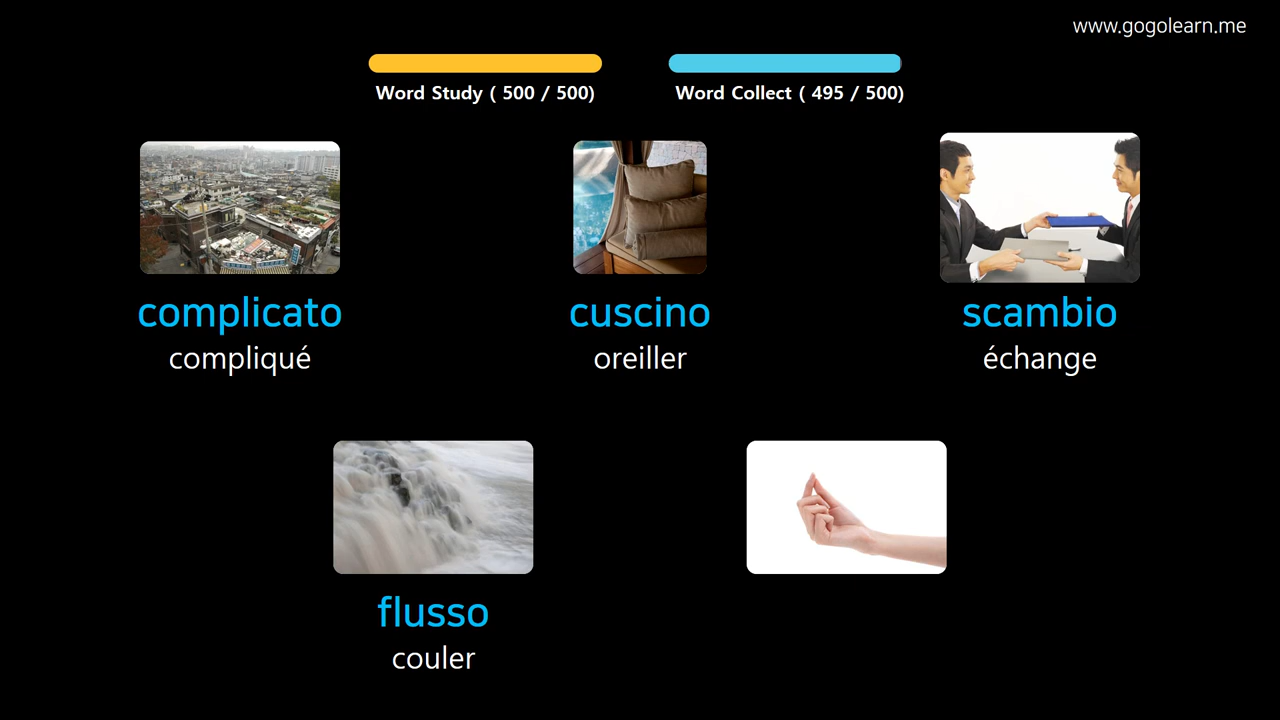 www.gogolearn.me
Word Study ( 500 / 500)
Word Collect ( 495 / 500)
complicato
compliqué
cuscino
oreiller
scambio
échange
flusso
couler